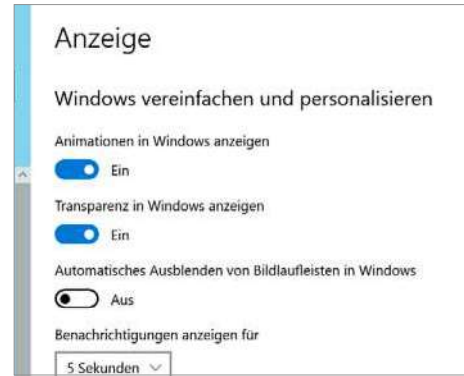 Anzeige
Windows vereinfachen und personalisieren
Animationen in Windows anzeigen
Ein
Transparenz in Windows anzeigen
Ein
Automatisches Ausblenden von Bildlaufleisten in Windows
Aus
Benachrichtigungen anzeigen für
5 Sekunden